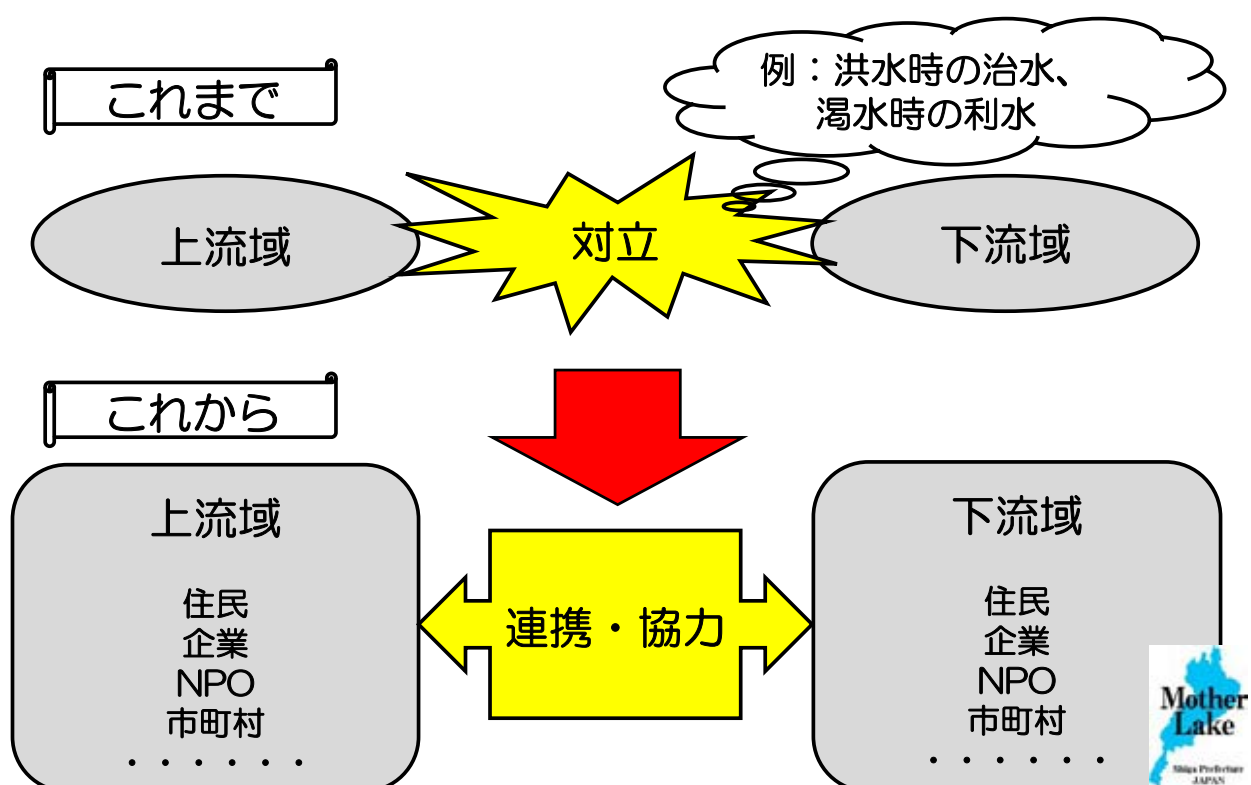 これまで
例：洪水時の治水、
渇水時の利水
上流域
対立
下流域
これから
上流域
住民
企業
NPO
市町村
・・・・・・
連携・協力
下流域
住民
企業
NPO
市町村
・・・・・・
Mother
Lake
Shiga Prefecture
JAPAN